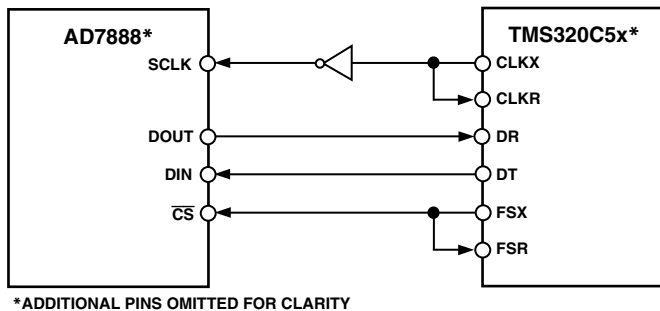 AD7888*
TMS320C5x*
SCLK
CLKX
CLKR
DOUT
DR
DIN
DT
CS
FSX
FSR
*ADDITIONAL PINS OMITTED FOR CLARITY